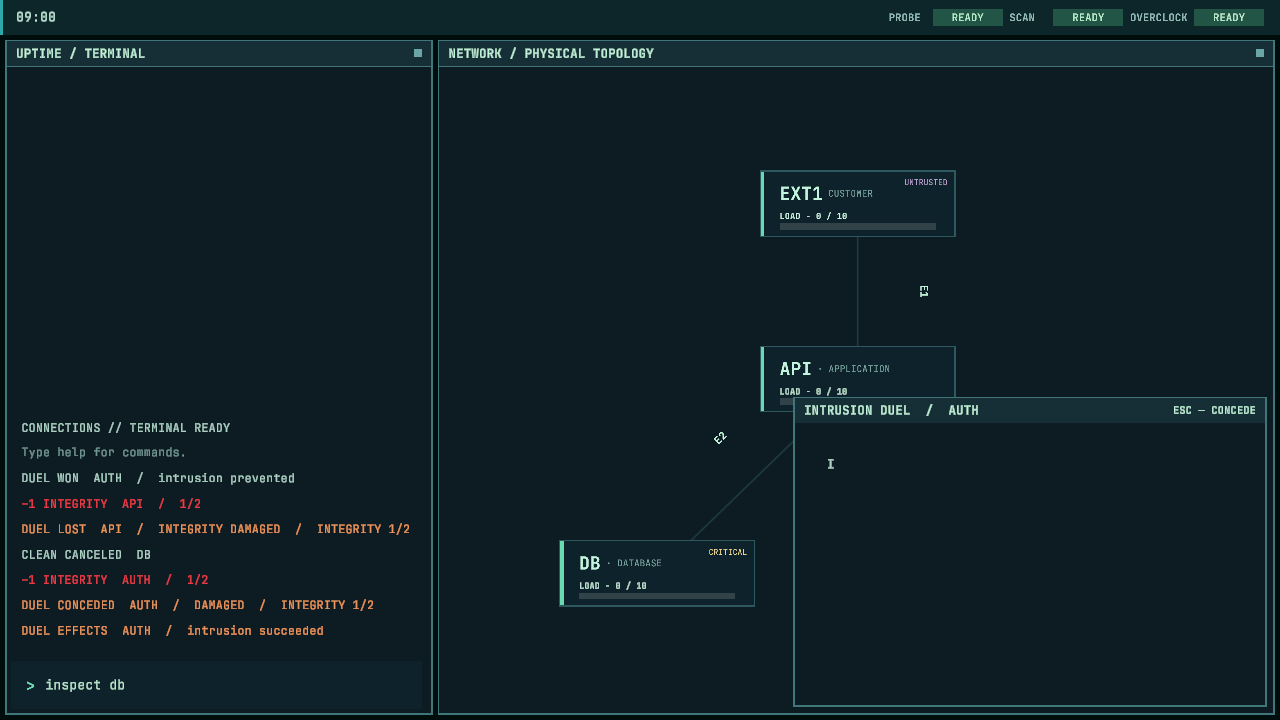 09:00
PROBE READY SCAN READY OVERCLOCK READY
UPTIME / TERMINAL
NETWORK / PHYSICAL TOPOLOGY
UNTRUSTED
EXT1 CUSTOMER
LOAD - 0 / 10
E1
API · APPLICATION
LOAD - 0 / 10
INTRUSION DUEL / AUTH ESC — CONCEDE
I
E2
CRITICAL
DB · DATABASE
LOAD - 0 / 10
CONNECTIONS // TERMINAL READY
Type help for commands.
DUEL WON AUTH / intrusion prevented
−1 INTEGRITY API / 1/2
DUEL LOST API / INTEGRITY DAMAGED / INTEGRITY 1/2
CLEAN CANCELED DB
−1 INTEGRITY AUTH / 1/2
DUEL CONCEDED AUTH / DAMAGED / INTEGRITY 1/2
DUEL EFFECTS AUTH / intrusion succeeded
> inspect db